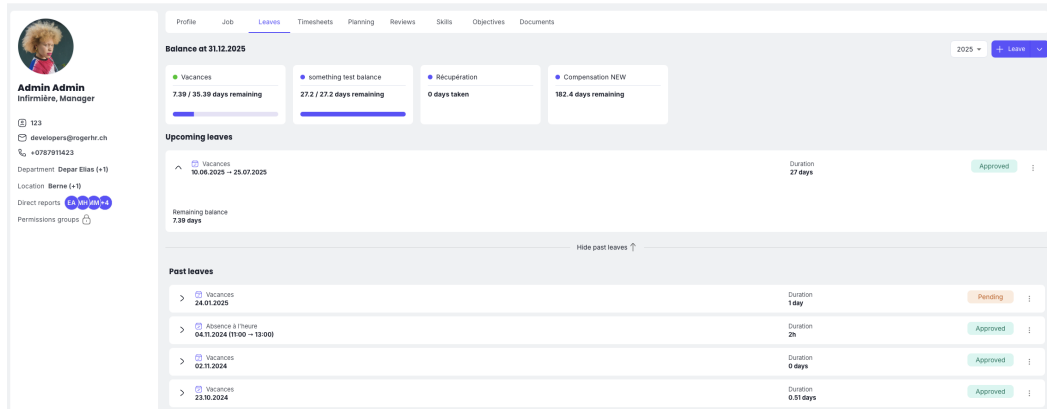 Profile Job Leaves Timesheets Planning Reviews Skills Objectives Documents
Admin Admin
Infirmière, Manager
123
developers@rogerhr.ch
+0787911423
Department Depar Elias (+1)
Location Berne (+1)
Direct reports EA MH MM +4
Permissions groups
Balance at 31.12.2025
2025
+ Leave
Vacances
7.39 / 35.39 days remaining
something test balance
27.2 / 27.2 days remaining
Récupération
0 days taken
Compensation NEW
182.4 days remaining
Upcoming leaves
Vacances
10.06.2025 → 25.07.2025
Duration
27 days
Approved
Remaining balance
7.39 days
Hide past leaves ↑
Past leaves
Vacances
24.01.2025
Duration
1 day
Pending
Absence à l'heure
04.11.2024 (11:00 → 13:00)
Duration
2h
Approved
Vacances
02.11.2024
Duration
0 days
Approved
Vacances
23.10.2024
Duration
0.51 days
Approved